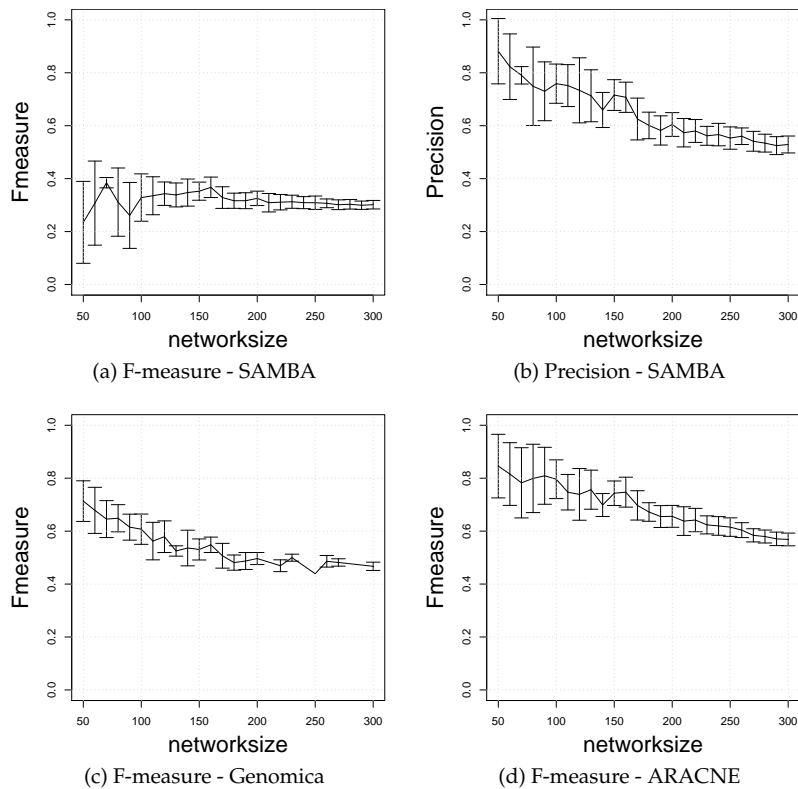 1.0
0.8
0.6
0.4
0.2
0.0
Fmeasure
50 100 150 200 250 300
networksize
(a) F-measure - SAMBA
1.0
0.8
0.6
0.4
0.2
0.0
Precision
50 100 150 200 250 300
networksize
(b) Precision - SAMBA
1.0
0.8
0.6
0.4
0.2
0.0
Fmeasure
50 100 150 200 250 300
networksize
(c) F-measure - Genomica
1.0
0.8
0.6
0.4
0.2
0.0
Fmeasure
50 100 150 200 250 300
networksize
(d) F-measure - ARACNE